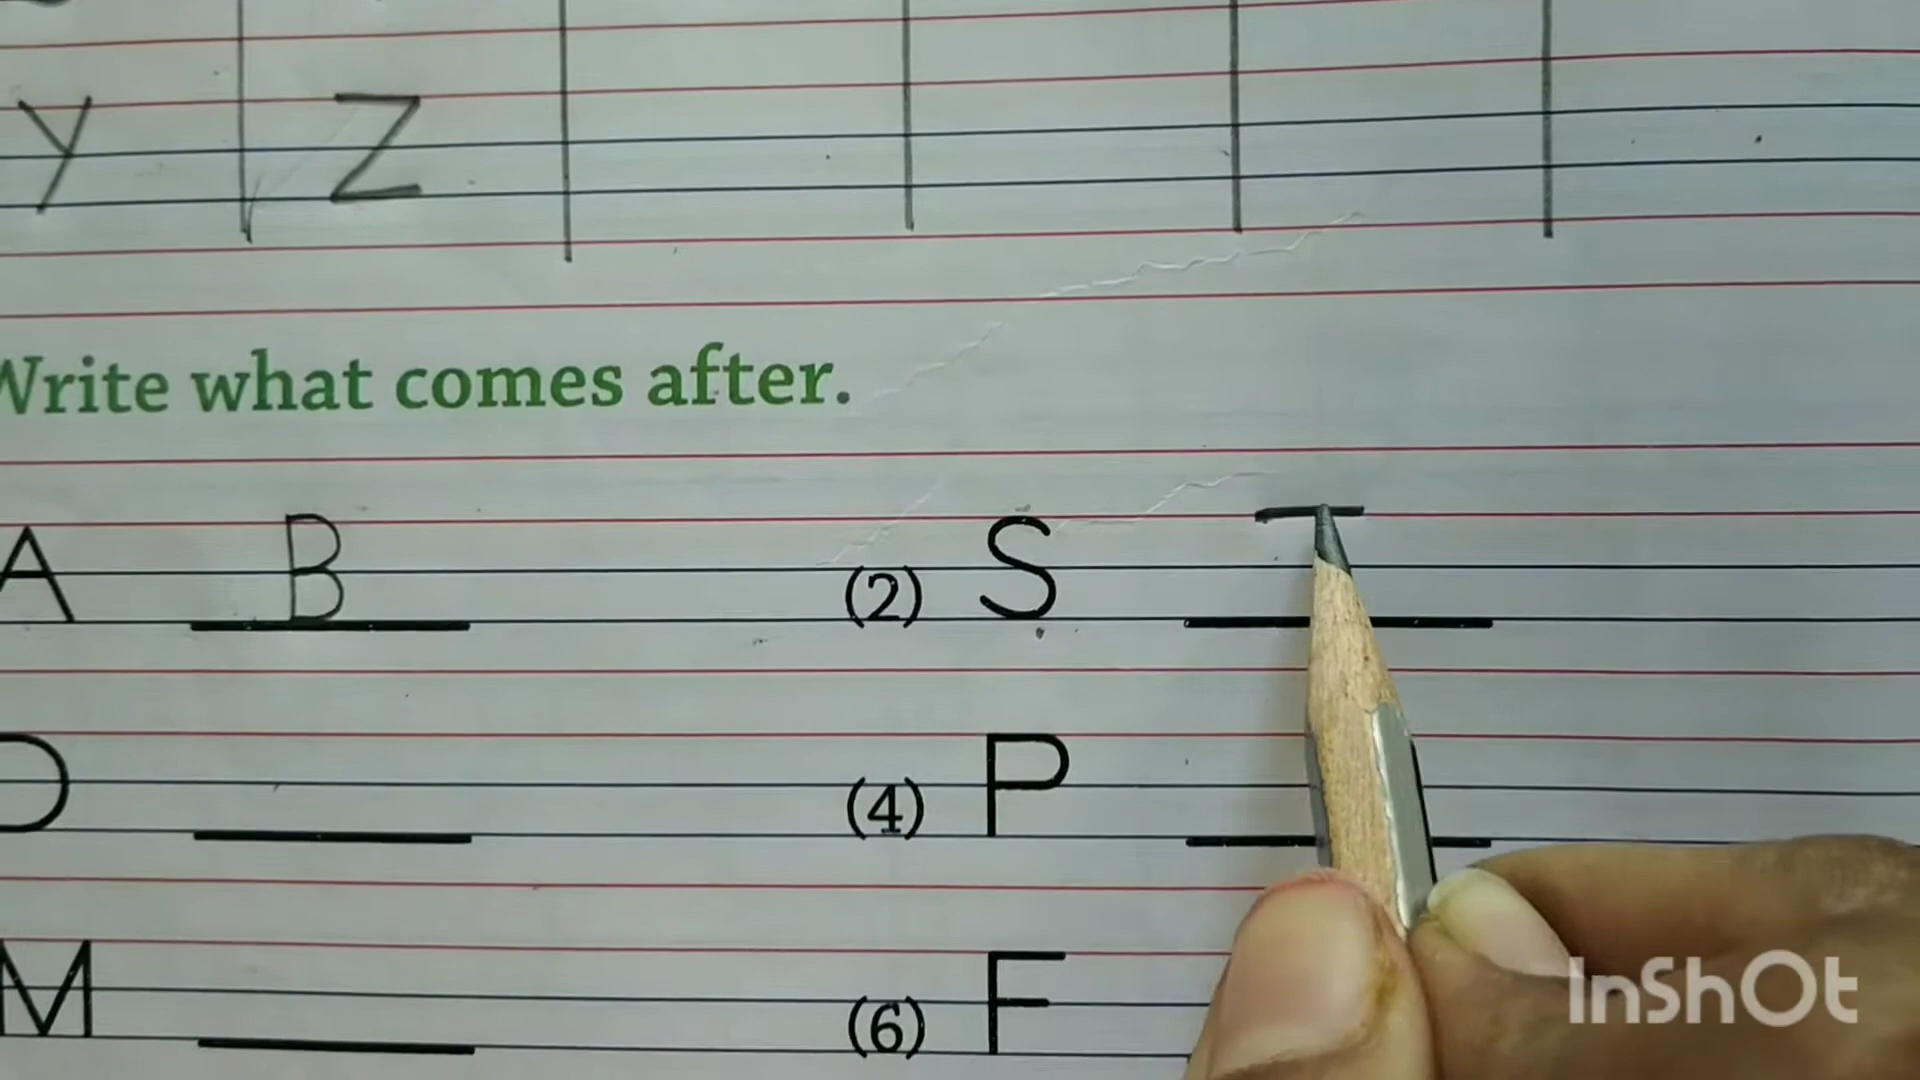 y z
Write what comes after.
A B (2) S T
D (4) P
M (6) F
InShOt